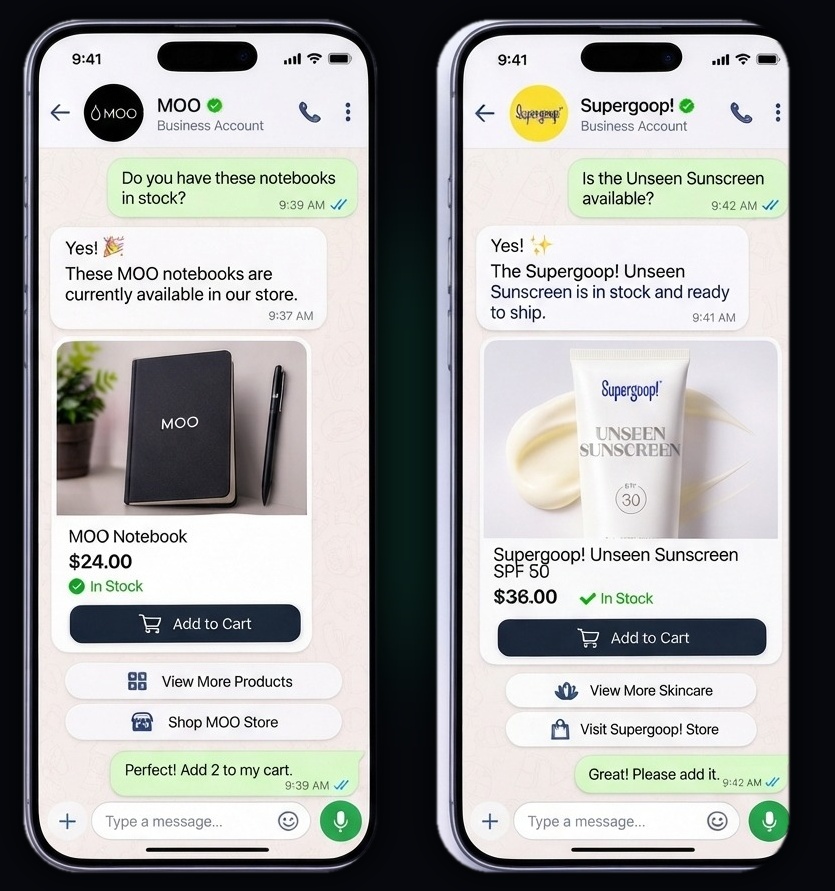 9:41
MOO
MOO
Business Account
Do you have these notebooks
in stock?
9:39 AM
Yes! 🎉
These MOO notebooks are
currently available in our store.
9:37 AM
MOO
MOO Notebook
$24.00
In Stock
Add to Cart
View More Products
Shop MOO Store
Perfect! Add 2 to my cart.
9:39 AM
Type a message...
9:41
Supergoop!
Supergoop!
Business Account
Is the Unseen Sunscreen
available?
9:42 AM
Yes! ✨
The Supergoop! Unseen
Sunscreen is in stock and ready
to ship.
9:41 AM
Supergoop!
UNSEEN
SUNSCREEN
30
Supergoop! Unseen Sunscreen
SPF 50
$36.00
In Stock
Add to Cart
View More Skincare
Visit Supergoop! Store
Great! Please add it.
9:42 AM
Type a message...